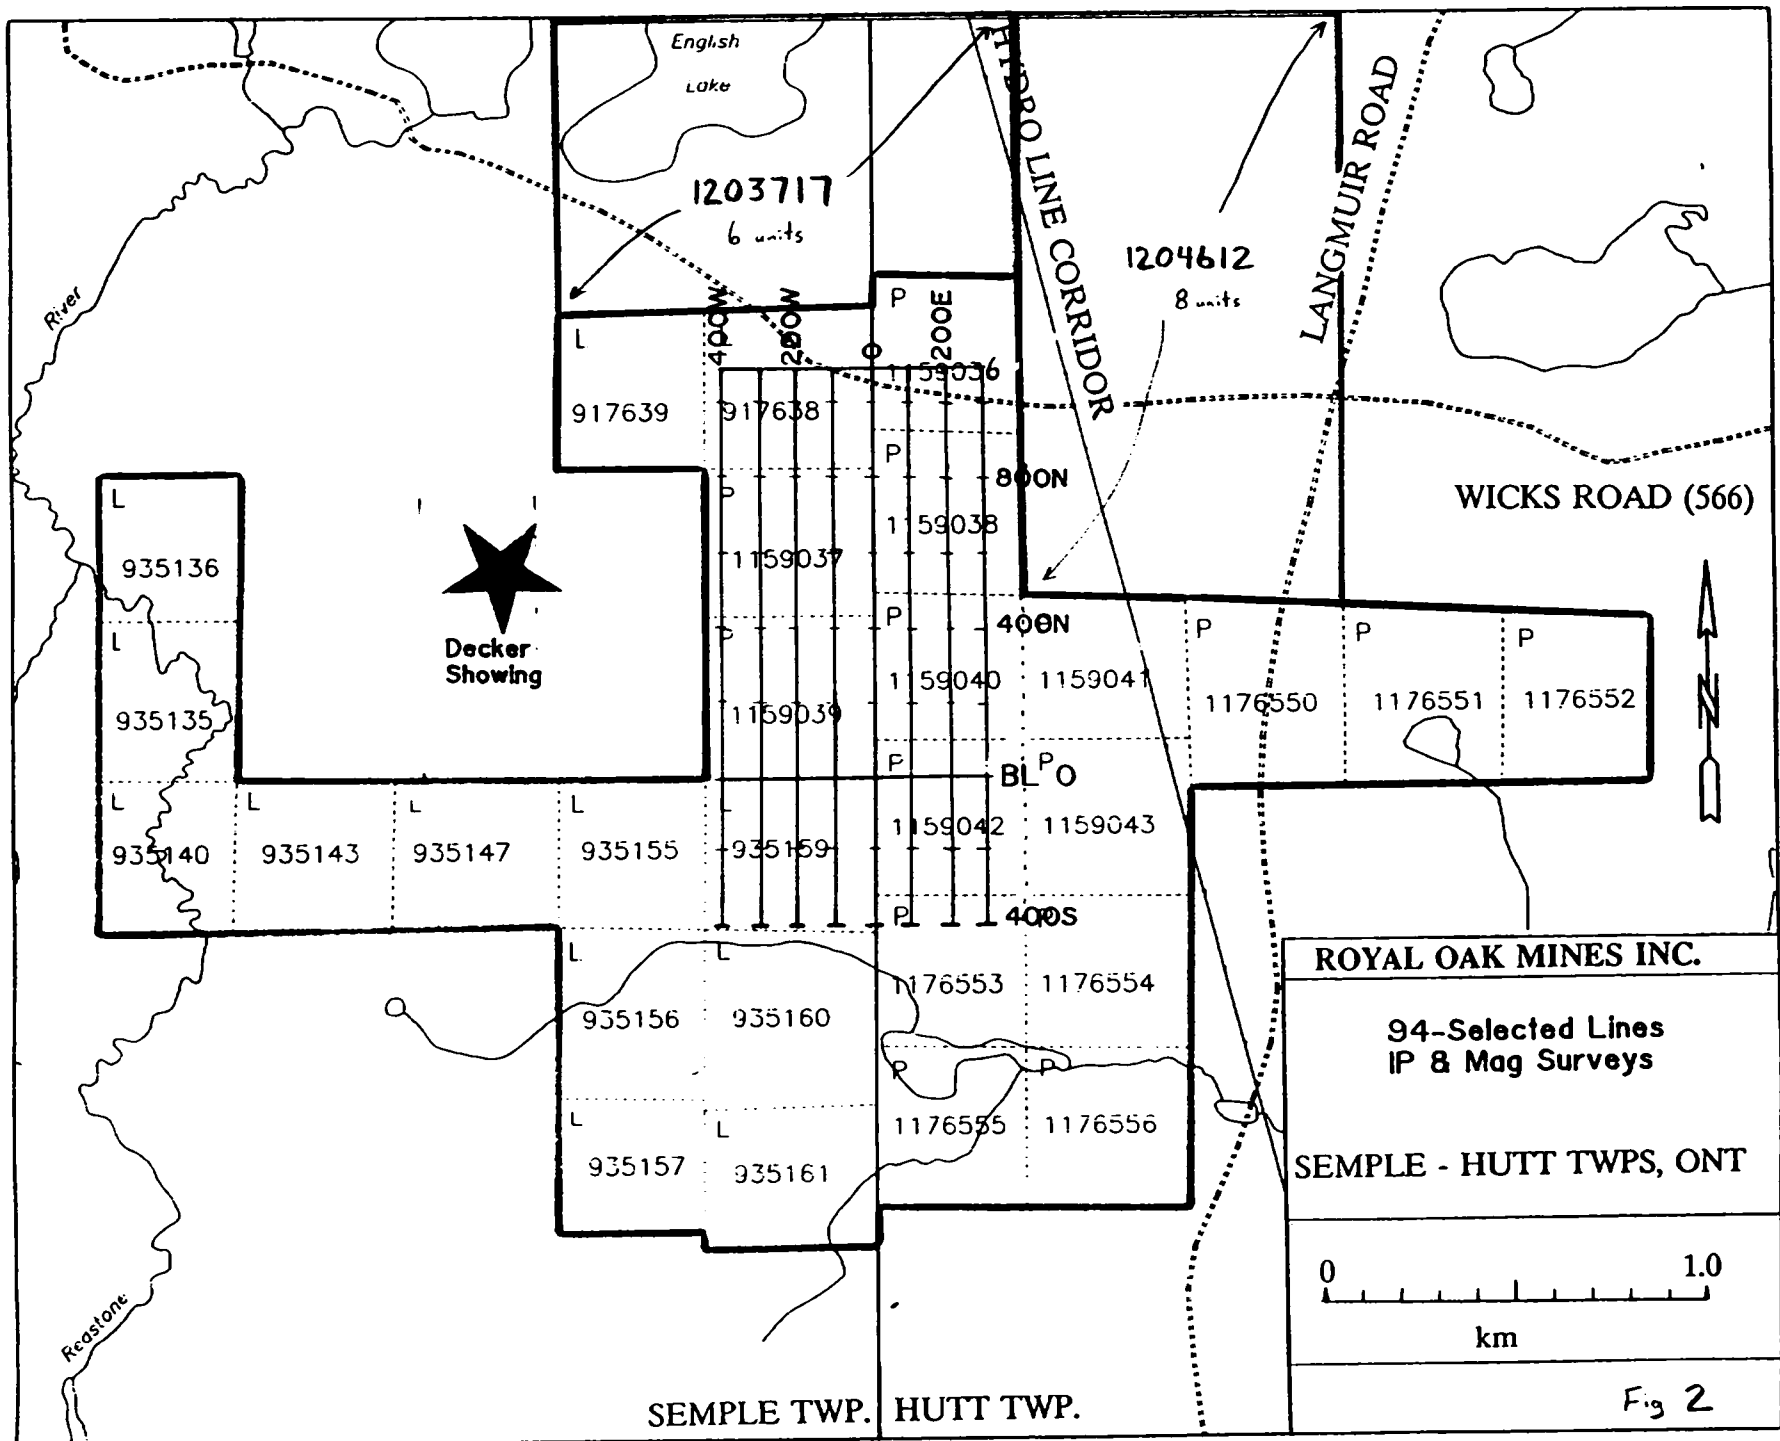 English
Lake
1203717
6 units
HYDRO LINE CORRIDOR
LANGMUIR ROAD
1204612
8 units
River
L
400W
200W
0
200E
P
1159036
917639
917638
P
800N
WICKS ROAD (566)
L
935136
P
1159037
1159038
Decker
Showing
L
935135
P
P
400N
P
P
P
1159039
1159040
1159041
1176550
1176551
1176552
N
P
BL 0
P
L
L
L
L
L
935140
935143
935147
935155
935159
1159042
1159043
P
400S
P
L
L
935156
935160
1176553
1176554
P
P
L
L
935157
935161
1176555
1176556
Redstone
SEMPLE TWP.
HUTT TWP.
ROYAL OAK MINES INC.
94-Selected Lines
IP & Mag Surveys
SEMPLE - HUTT TWPS, ONT
0
1.0
km
Fig 2